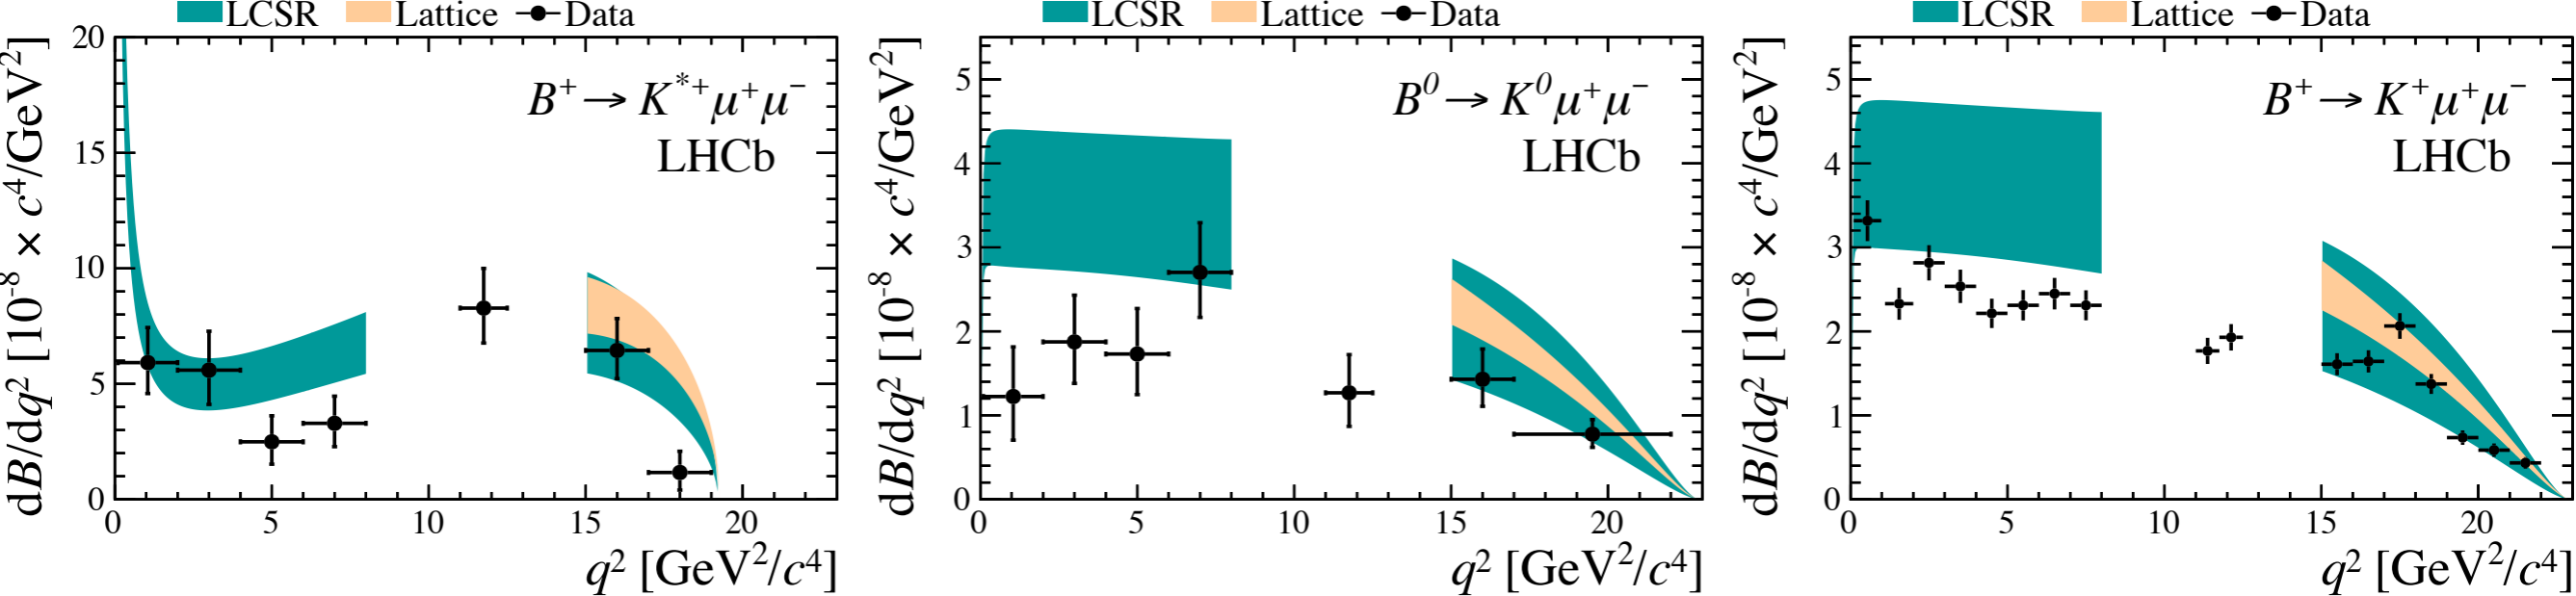 LCSR Lattice Data
20
15
10
5
0
0 5 10 15 20
dB/dq² [10⁻⁸ × c⁴/GeV²]
B⁺ → K*⁺μ⁺μ⁻
LHCb
q² [GeV²/c⁴]
LCSR Lattice Data
5
4
3
2
1
0
0 5 10 15 20
dB/dq² [10⁻⁸ × c⁴/GeV²]
B⁰ → K⁰μ⁺μ⁻
LHCb
q² [GeV²/c⁴]
LCSR Lattice Data
5
4
3
2
1
0
0 5 10 15 20
dB/dq² [10⁻⁸ × c⁴/GeV²]
B⁺ → K⁺μ⁺μ⁻
LHCb
q² [GeV²/c⁴]